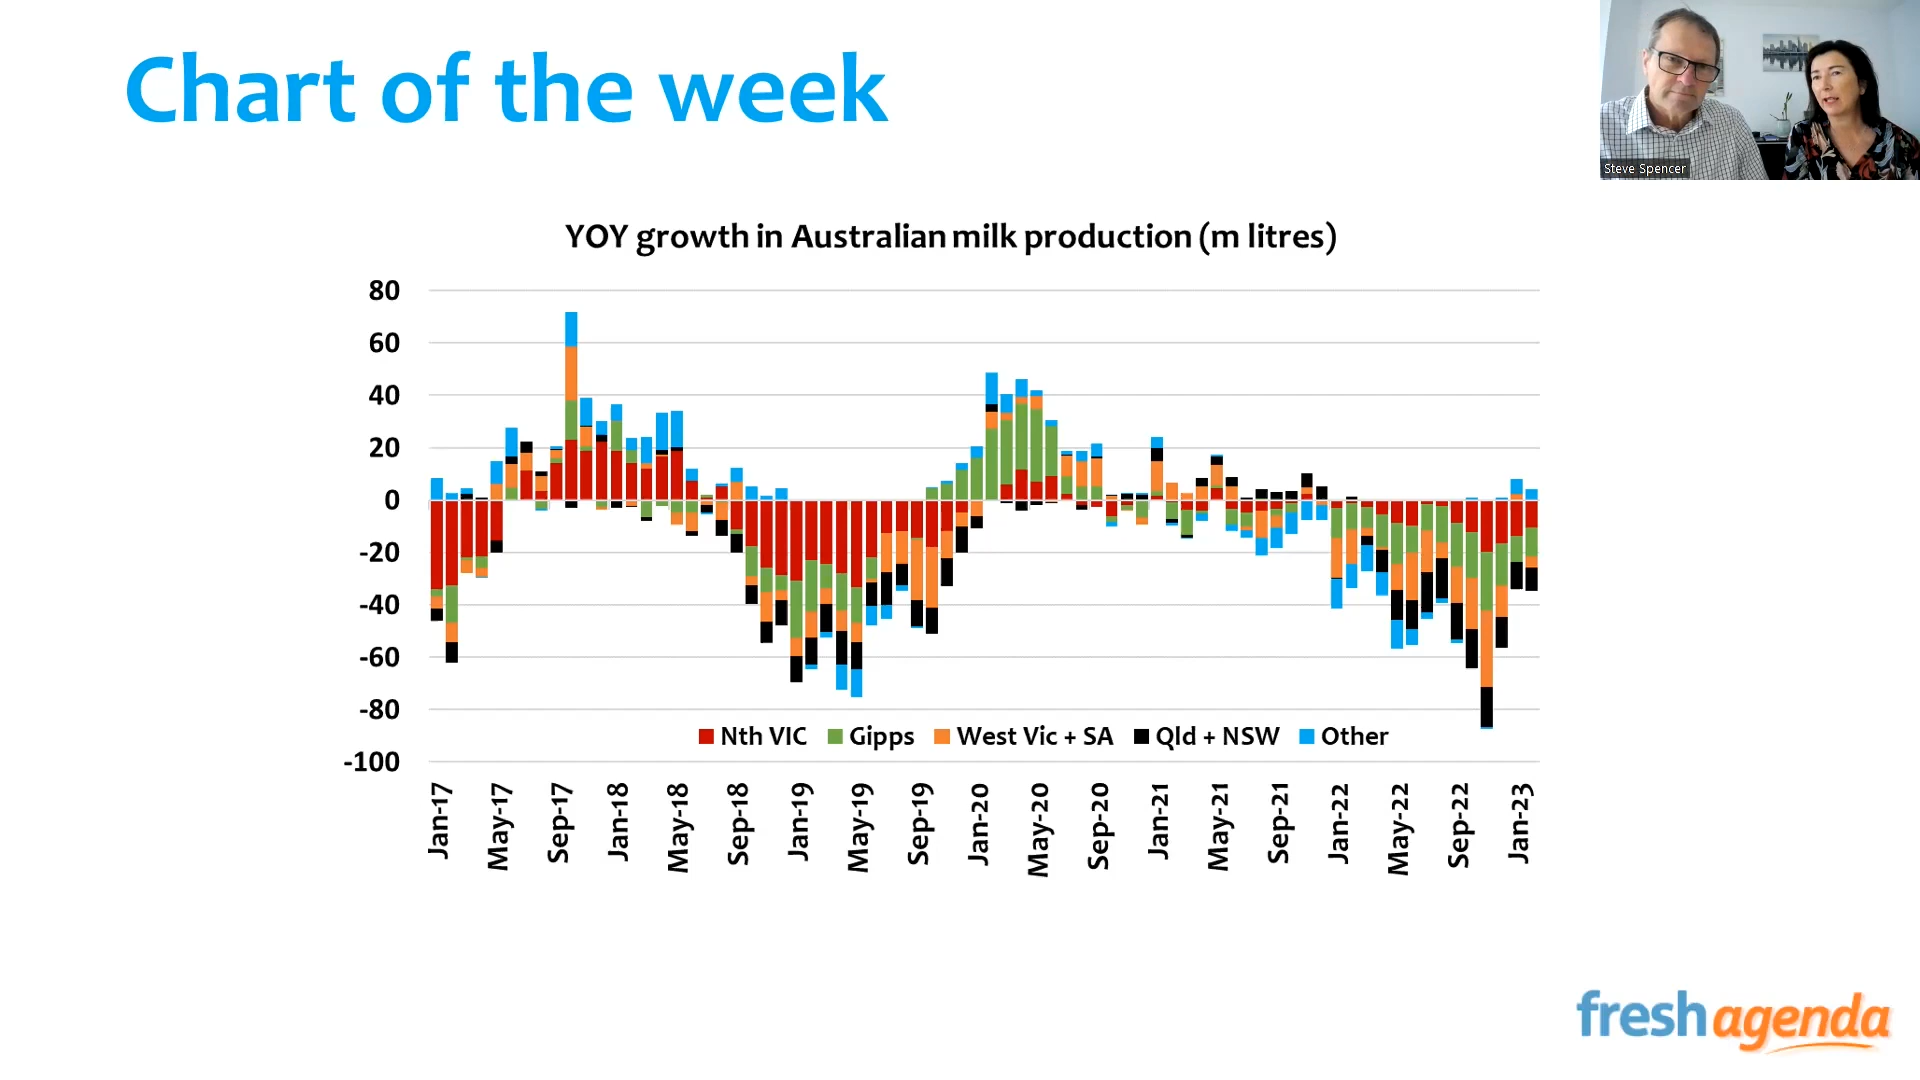 Chart of the week
Steve Spencer
YOY growth in Australian milk production (m litres)
80
60
40
20
0
-20
-40
-60
-80
-100
Nth VIC Gipps West Vic + SA Qld + NSW Other
Jan-17 May-17 Sep-17 Jan-18 May-18 Sep-18 Jan-19 May-19 Sep-19 Jan-20 May-20 Sep-20 Jan-21 May-21 Sep-21 Jan-22 May-22 Sep-22 Jan-23
fresh agenda